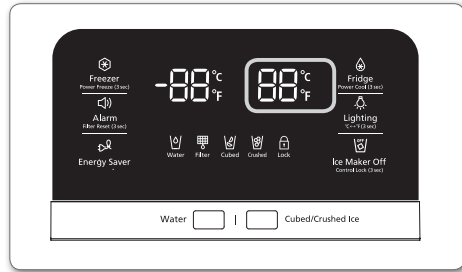 Freezer
Power Freeze (3 sec)
-88°C °F
88°C °F
Fridge
Power Cool (3 sec)
Alarm
Filter Reset (3 sec)
Lighting
°C↔°F(3 sec)
Energy Saver
Water Filter Cubed Crushed Lock
OFF
Ice Maker Off
Control Lock (3 sec)
Water | Cubed/Crushed Ice